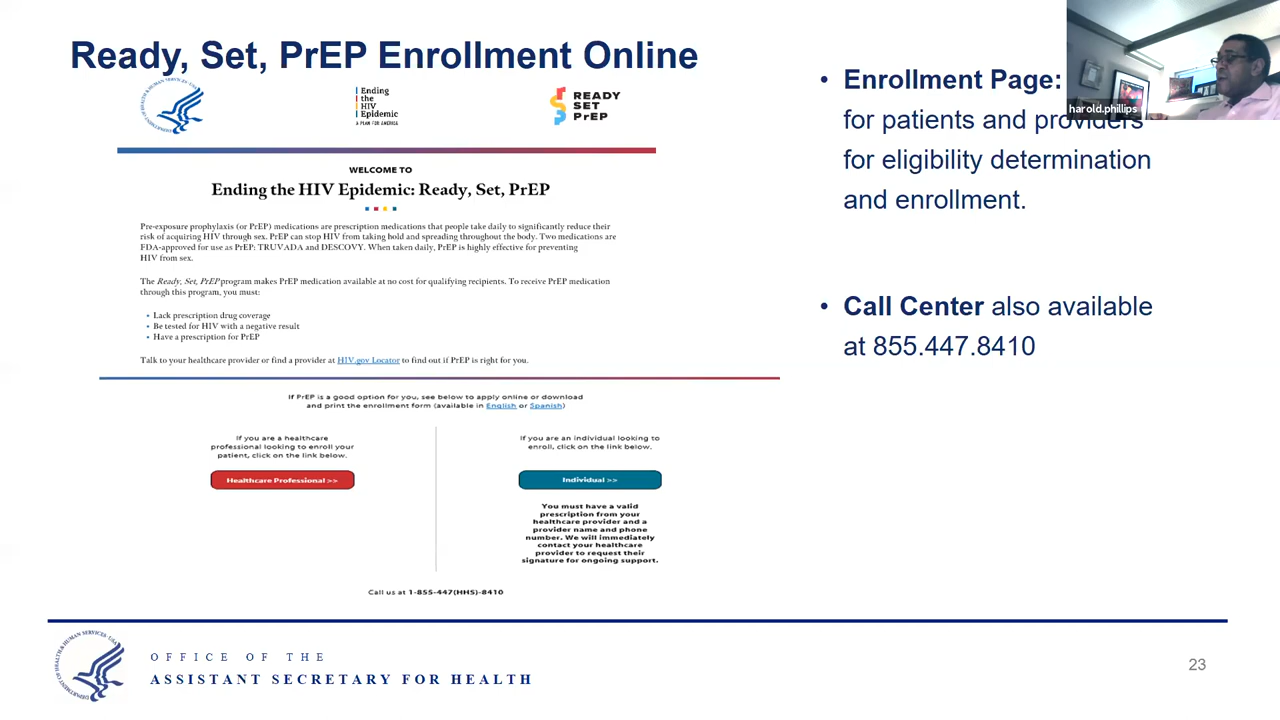 Ready, Set, PrEP Enrollment Online
Ending
the
HIV
Epidemic
A PLAN FOR AMERICA
READY
SET
PrEP
WELCOME TO
Ending the HIV Epidemic: Ready, Set, PrEP
Pre-exposure prophylaxis (or PrEP) medications are prescription medications that people take daily to significantly reduce their
risk of acquiring HIV through sex. PrEP can stop HIV from taking hold and spreading throughout the body. Two medications are
FDA-approved for use as PrEP: TRUVADA and DESCOVY. When taken daily, PrEP is highly effective for preventing
HIV from sex.
The Ready, Set, PrEP program makes PrEP medication available at no cost for qualifying recipients. To receive PrEP medication
through this program, you must:
• Lack prescription drug coverage
• Be tested for HIV with a negative result
• Have a prescription for PrEP
Talk to your healthcare provider or find a provider at HIV.gov Locator to find out if PrEP is right for you.
If PrEP is a good option for you, see below to apply online or download
and print the enrollment form (available in English or Spanish)
If you are a healthcare
professional looking to enroll your
patient, click on the link below.
Healthcare Professional >>
If you are an individual looking to
enroll, click on the link below.
Individual >>
You must have a valid
prescription from your
healthcare provider and a
provider name and phone
number. We will immediately
contact your healthcare
provider to request their
signature for ongoing support.
Call us at 1-855-447(HHS)-8410
• Enrollment Page:
for patients and providers
for eligibility determination
and enrollment.
• Call Center also available
at 855.447.8410
harold.phillips
DEPARTMENT OF HEALTH & HUMAN SERVICES · USA
OFFICE OF THE
ASSISTANT SECRETARY FOR HEALTH
23